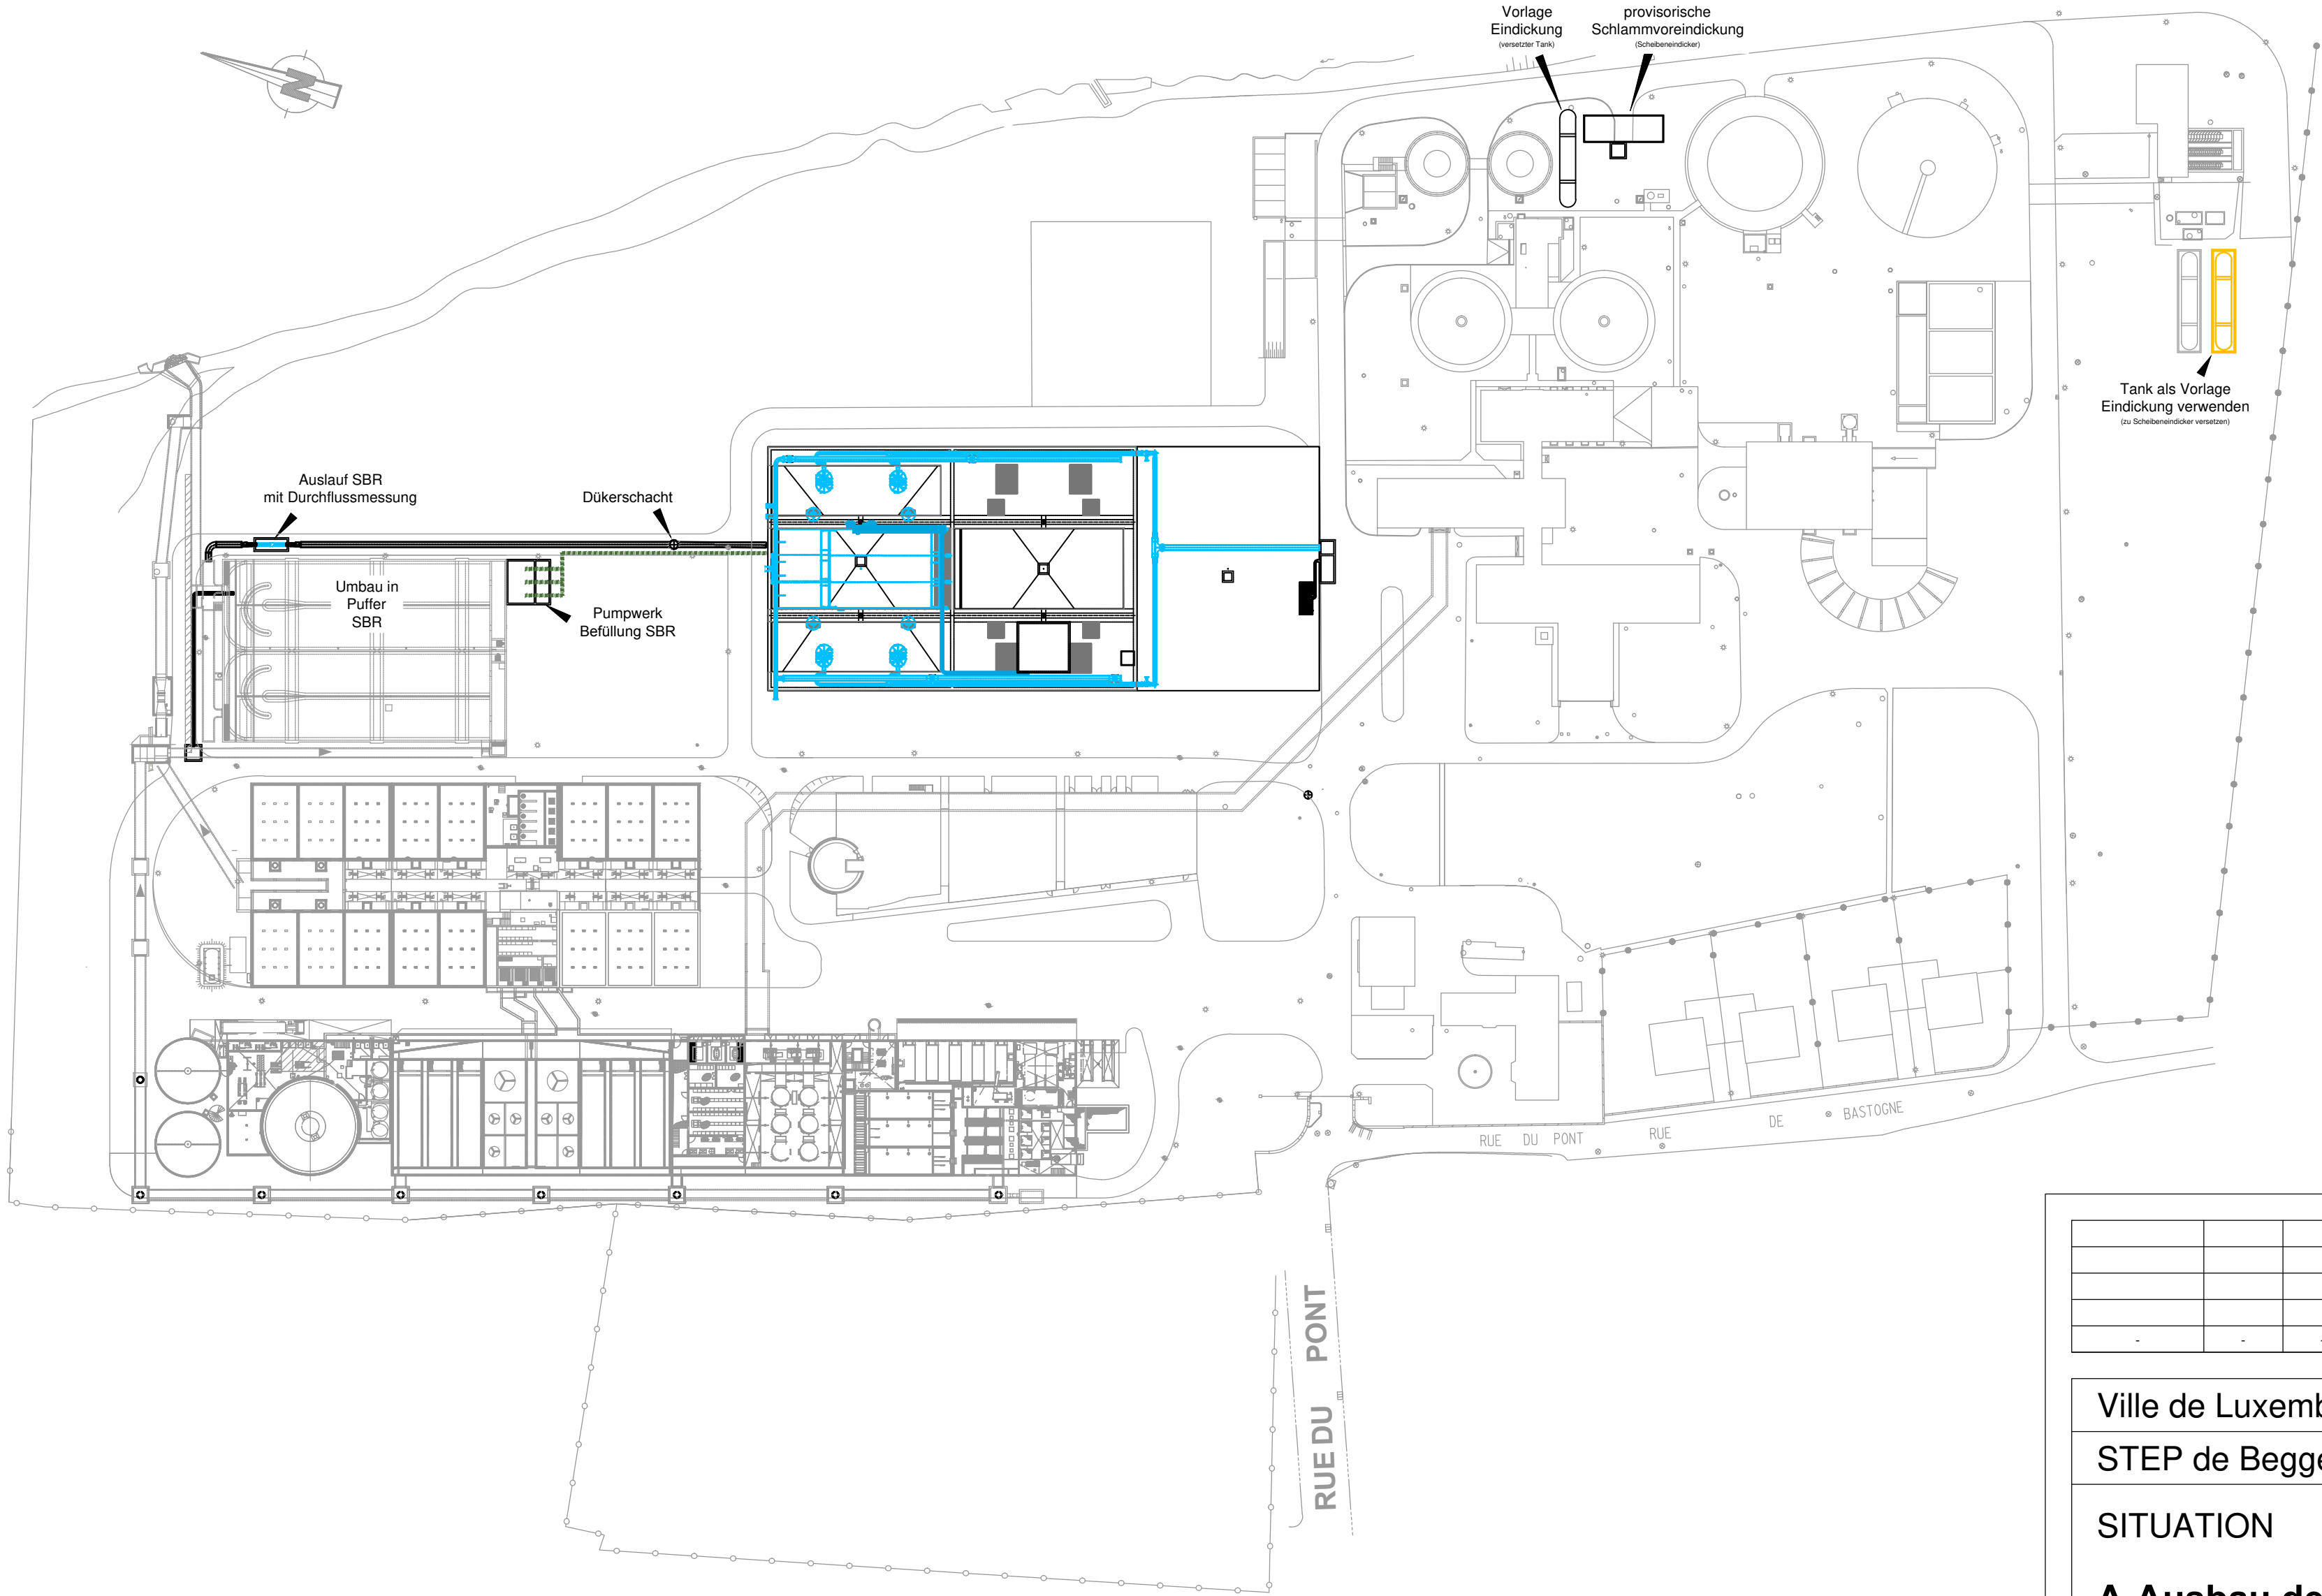 Vorlage
Eindickung
(versetzter Tank)
provisorische
Schlammvoreindickung
(Scheibeneindicker)
N
Tank als Vorlage
Eindickung verwenden
(zu Scheibeneindicker versetzen)
Auslauf SBR
mit Durchflussmessung
Dükerschacht
Umbau in
Puffer
SBR
Pumpwerk
Befüllung SBR
RUE DU PONT
RUE DE BASTOGNE
RUE DU PONT
- -
Ville de Luxemb
STEP de Begge
SITUATION